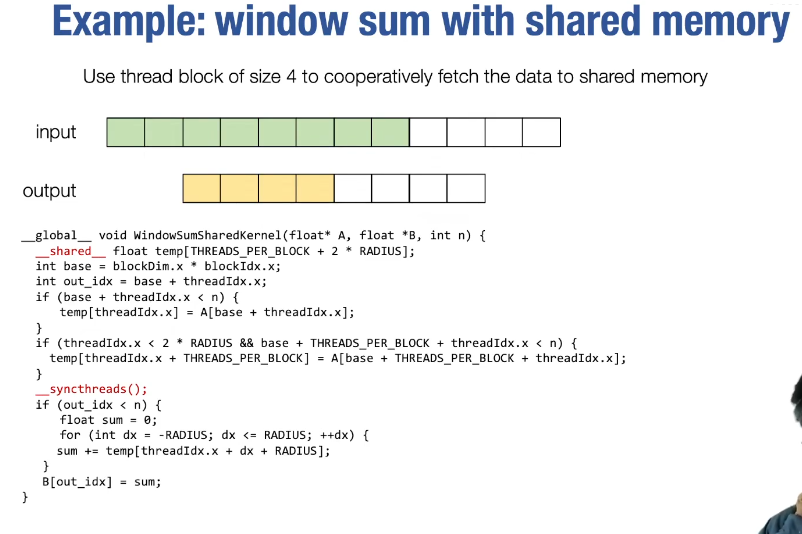 Example: window sum with shared memory
Use thread block of size 4 to cooperatively fetch the data to shared memory
input
output
__global__ void WindowSumSharedKernel(float* A, float *B, int n) {
  __shared__ float temp[THREADS_PER_BLOCK + 2 * RADIUS];
  int base = blockDim.x * blockIdx.x;
  int out_idx = base + threadIdx.x;
  if (base + threadIdx.x < n) {
     temp[threadIdx.x] = A[base + threadIdx.x];
  }
  if (threadIdx.x < 2 * RADIUS && base + THREADS_PER_BLOCK + threadIdx.x < n) {
    temp[threadIdx.x + THREADS_PER_BLOCK] = A[base + THREADS_PER_BLOCK + threadIdx.x];
  }
  __syncthreads();
  if (out_idx < n) {
     float sum = 0;
     for (int dx = -RADIUS; dx <= RADIUS; ++dx) {
     sum += temp[threadIdx.x + dx + RADIUS];
   }
   B[out_idx] = sum;
}